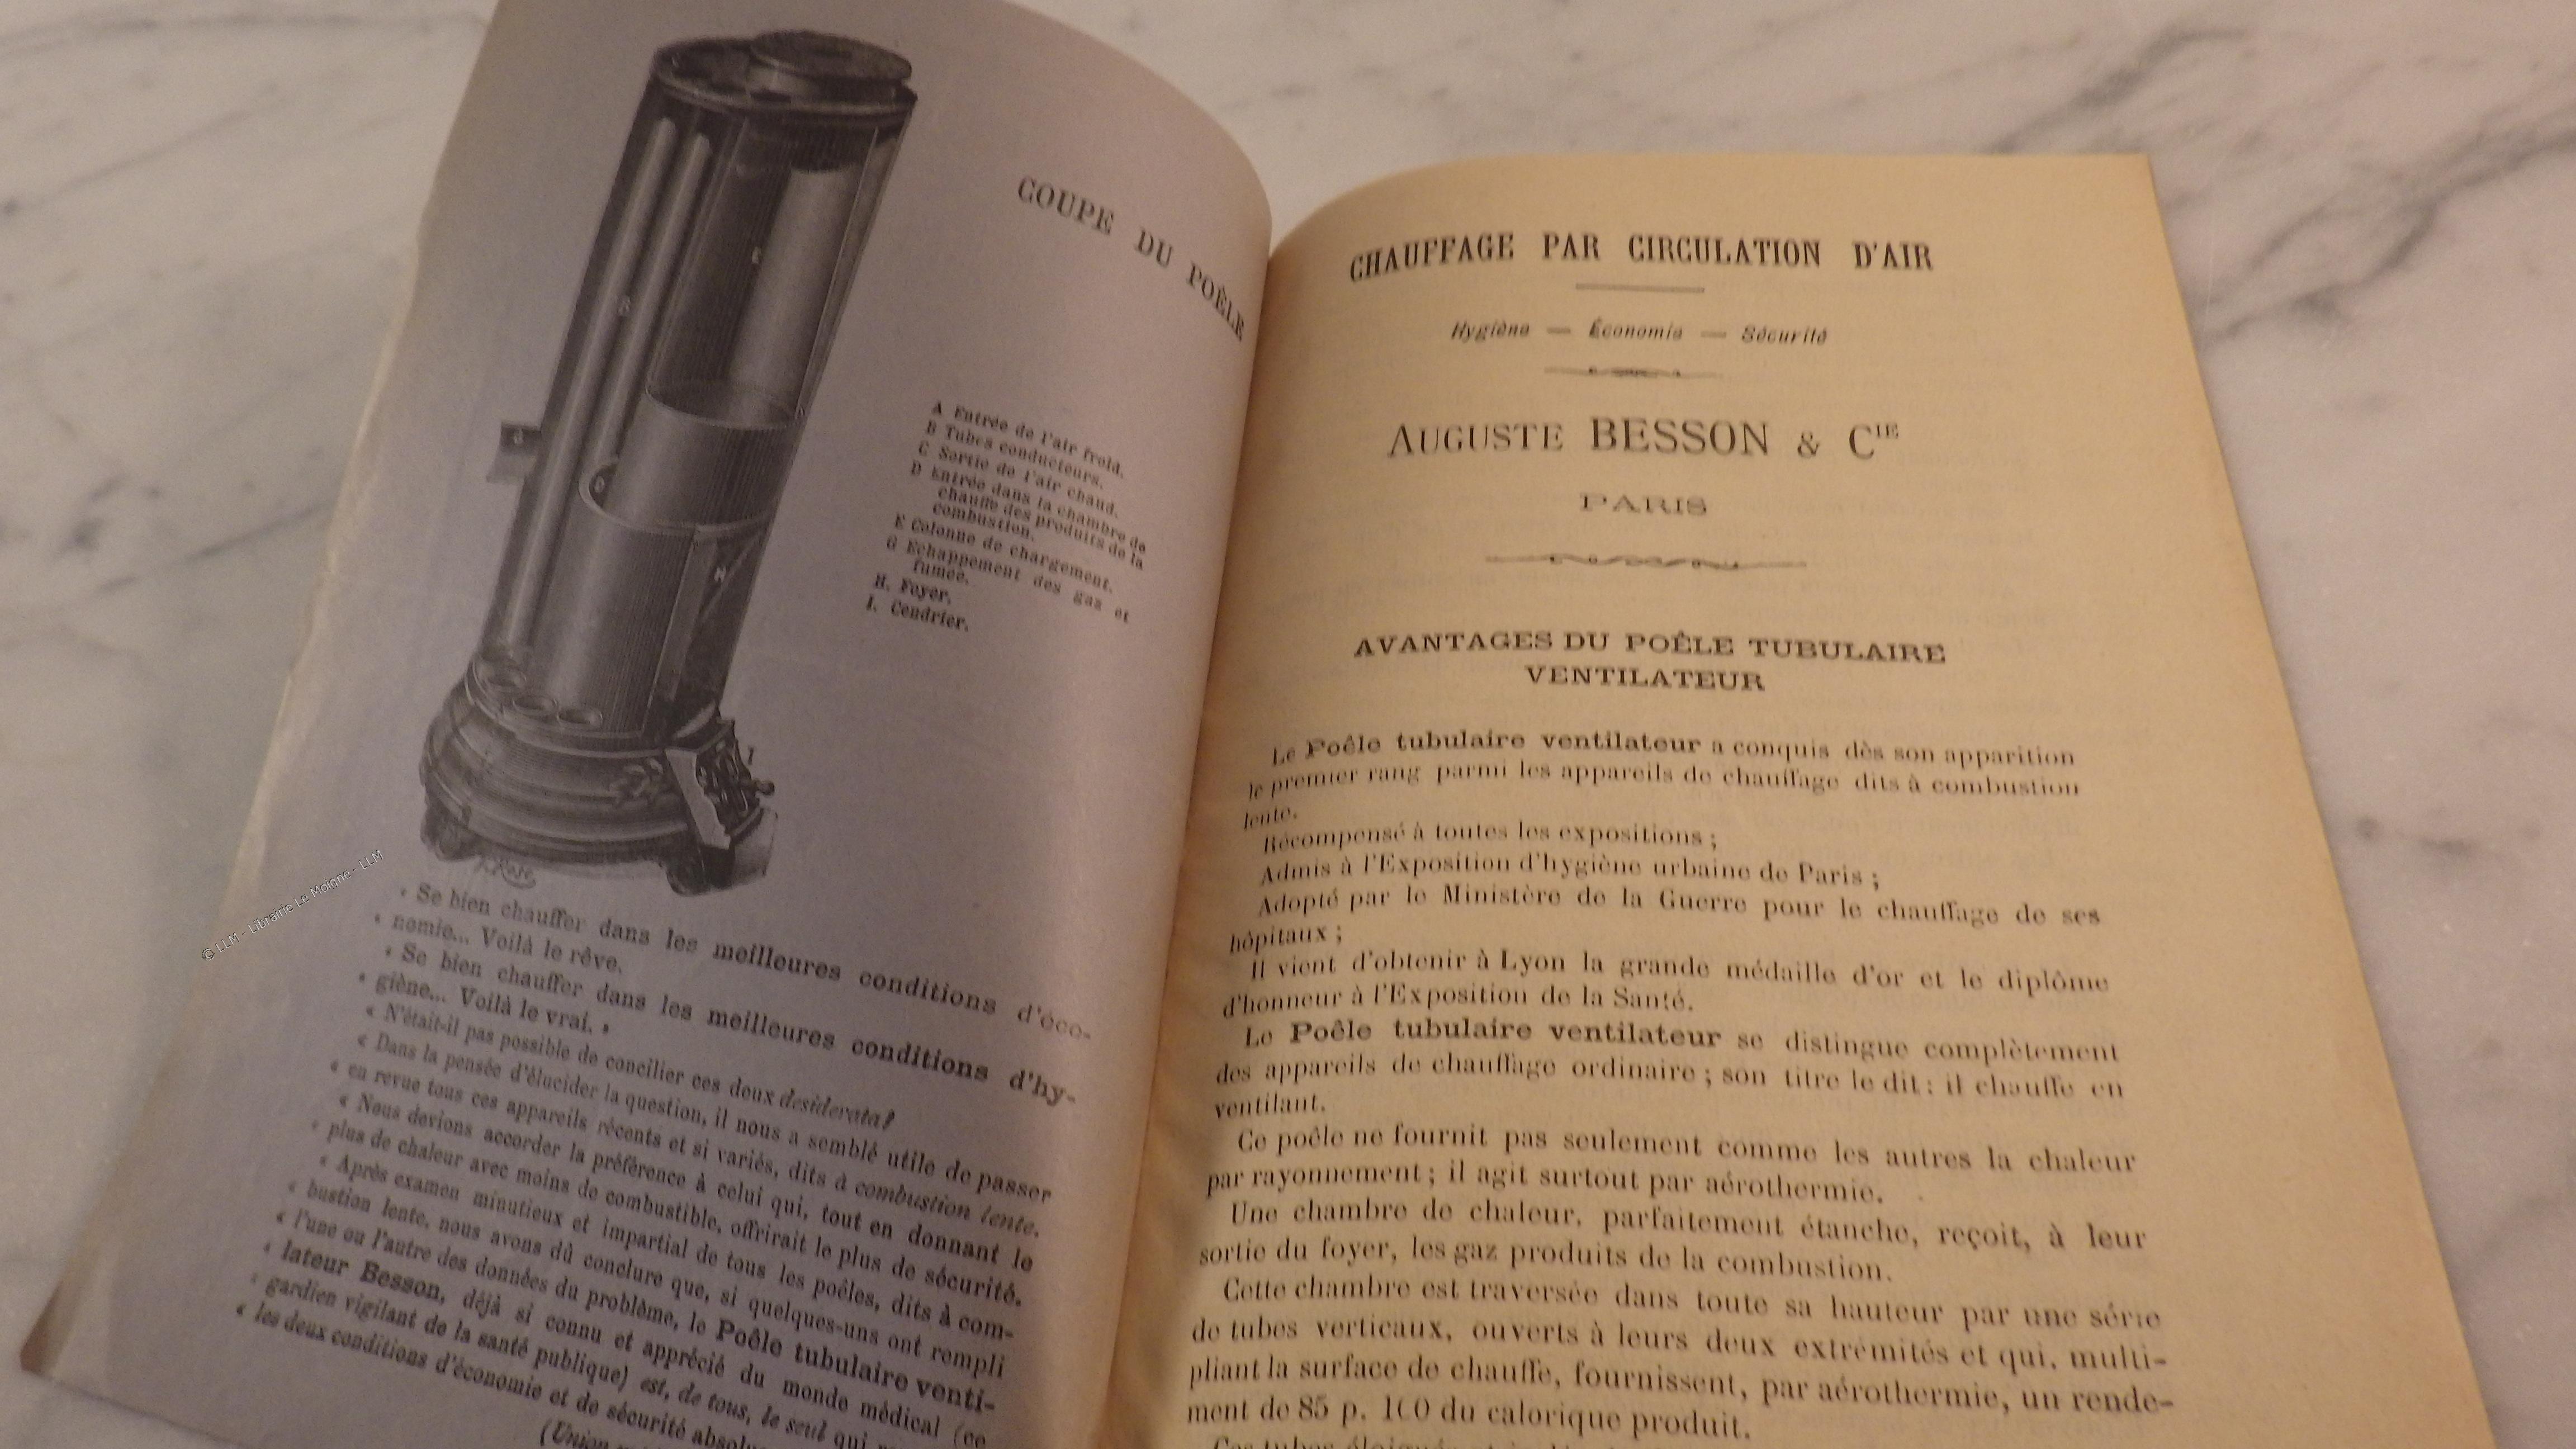 COUPE DU POÊLE
A Entrée de l'air froid.
B Tubes conducteurs.
C Sortie de l'air chaud.
D Entrée dans la chambre de
chauffe des produits de la
combustion.
E Colonne de chargement.
G Echappement des gaz et
fumée.
H. Foyer.
I. Cendrier.
« Se bien chauffer dans les meilleures conditions d'éco-
« nomie... Voilà le rêve.
« Se bien chauffer dans les meilleures conditions d'hy-
« giène... Voilà le vrai. »
« N'était-il pas possible de concilier ces deux desiderata?
« Dans la pensée d'élucider la question, il nous a semblé utile de passer
« en revue tous ces appareils récents et si variés, dits à combustion lente.
« Nous devions accorder la préférence à celui qui, tout en donnant le
« plus de chaleur avec moins de combustible, offrirait le plus de sécurité.
« Après examen minutieux et impartial de tous les poêles, dits à com-
« bustion lente, nous avons dû conclure que, si quelques-uns ont rempli
« l'une ou l'autre des données du problème, le Poêle tubulaire venti-
« lateur Besson, déjà si connu et apprécié du monde médical (ce
« gardien vigilant de la santé publique) est, de tous, le seul qui
« les deux conditions d'économie et de sécurité
(Union
© LLM - Librairie Le Moigne - LLM
CHAUFFAGE PAR CIRCULATION D'AIR
Hygiène — Économie — Sécurité
AUGUSTE BESSON & CIE
PARIS
AVANTAGES DU POÊLE TUBULAIRE
VENTILATEUR
Le Poêle tubulaire ventilateur a conquis dès son apparition
le premier rang parmi les appareils de chauffage dits à combustion
lente.
Récompensé à toutes les expositions ;
Admis à l'Exposition d'hygiène urbaine de Paris ;
Adopté par le Ministère de la Guerre pour le chauffage de ses
hôpitaux ;
Il vient d'obtenir à Lyon la grande médaille d'or et le diplôme
d'honneur à l'Exposition de la Santé.
Le Poêle tubulaire ventilateur se distingue complètement
des appareils de chauffage ordinaire ; son titre le dit : il chauffe en
ventilant.
Ce poêle ne fournit pas seulement comme les autres la chaleur
par rayonnement ; il agit surtout par aérothermie.
Une chambre de chaleur, parfaitement étanche, reçoit, à leur
sortie du foyer, les gaz produits de la combustion.
Cette chambre est traversée dans toute sa hauteur par une série
de tubes verticaux, ouverts à leurs deux extrémités et qui, multi-
pliant la surface de chauffe, fournissent, par aérothermie, un rende-
ment de 85 p. 100 du calorique produit.